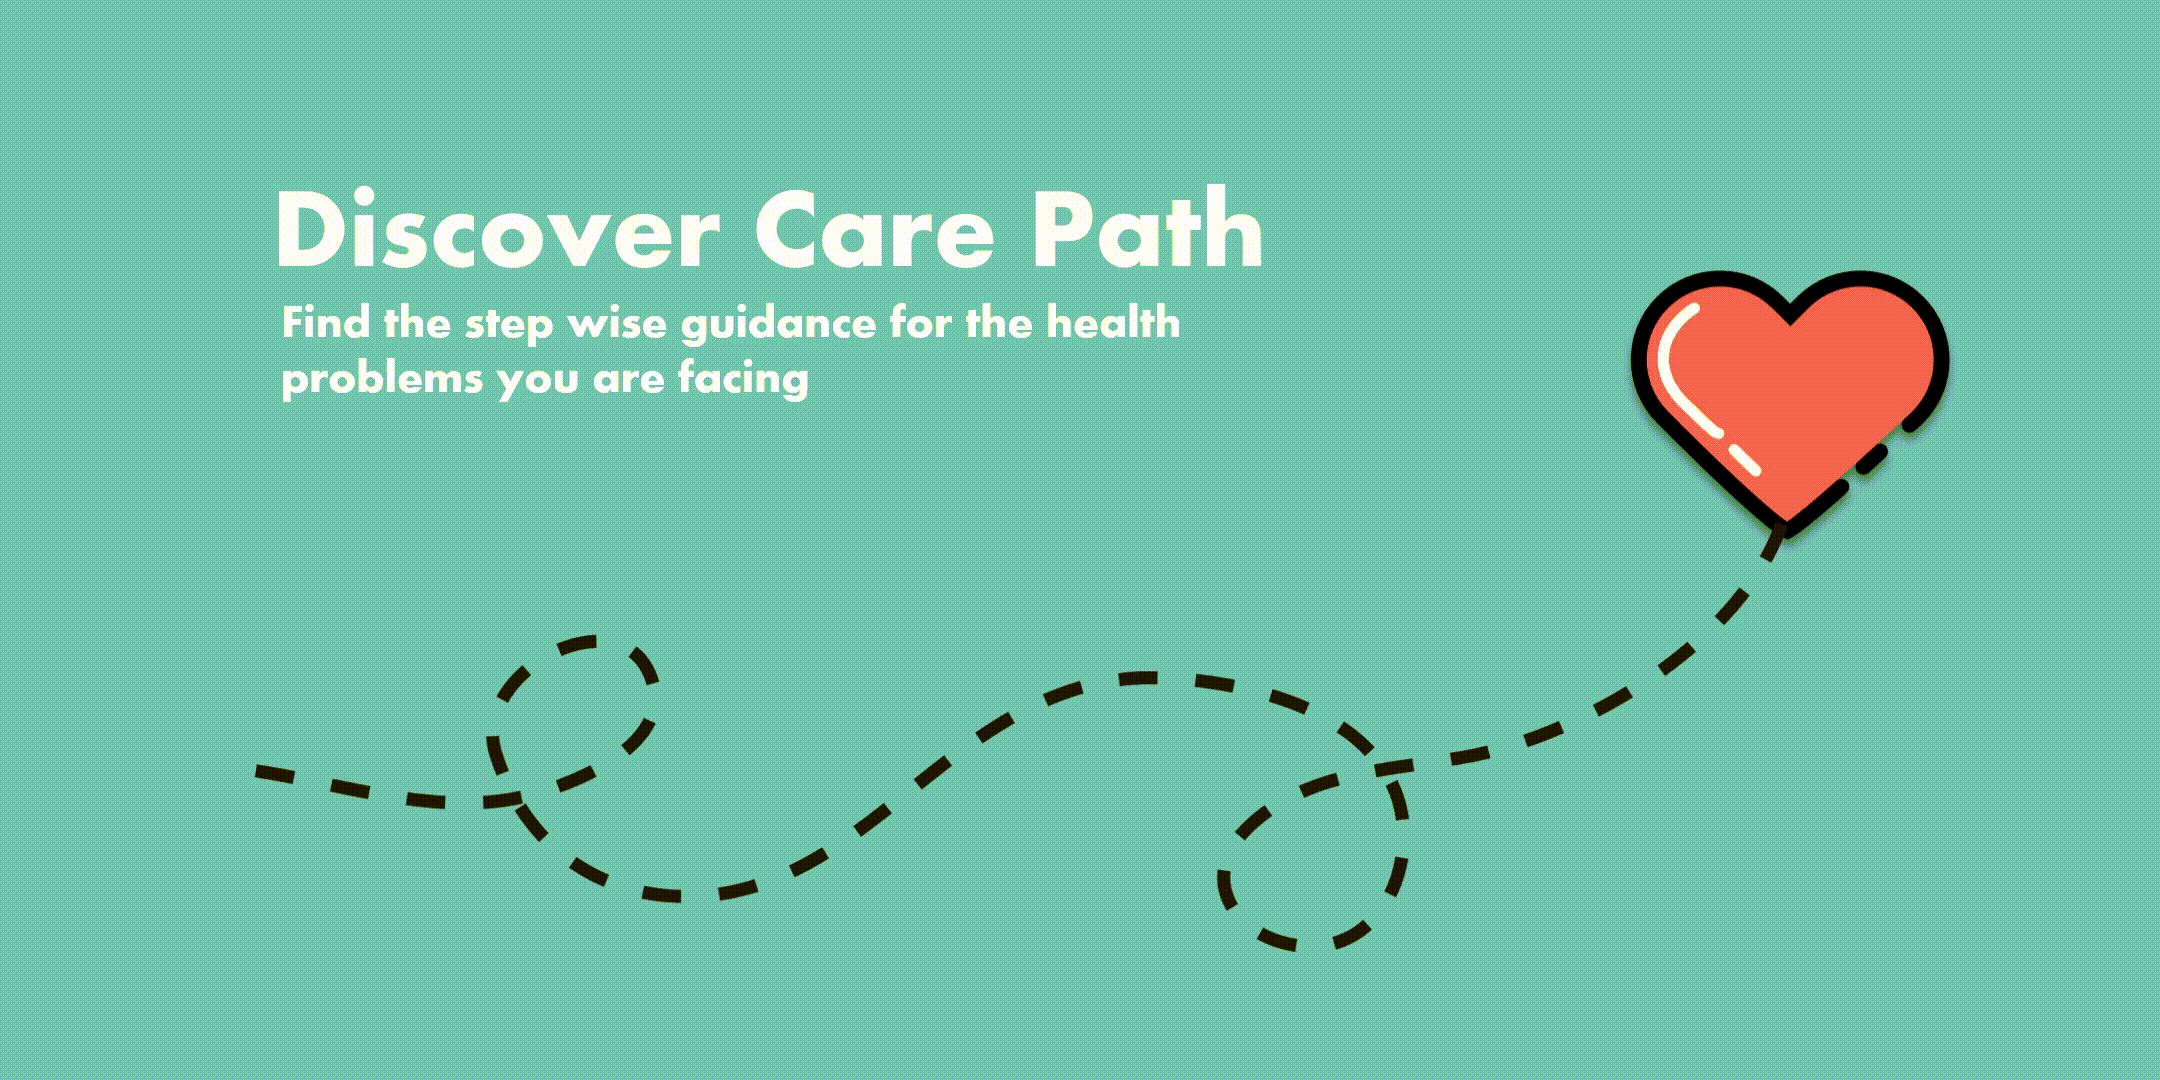 Discover Care Path
Find the step wise guidance for the health
problems you are facing